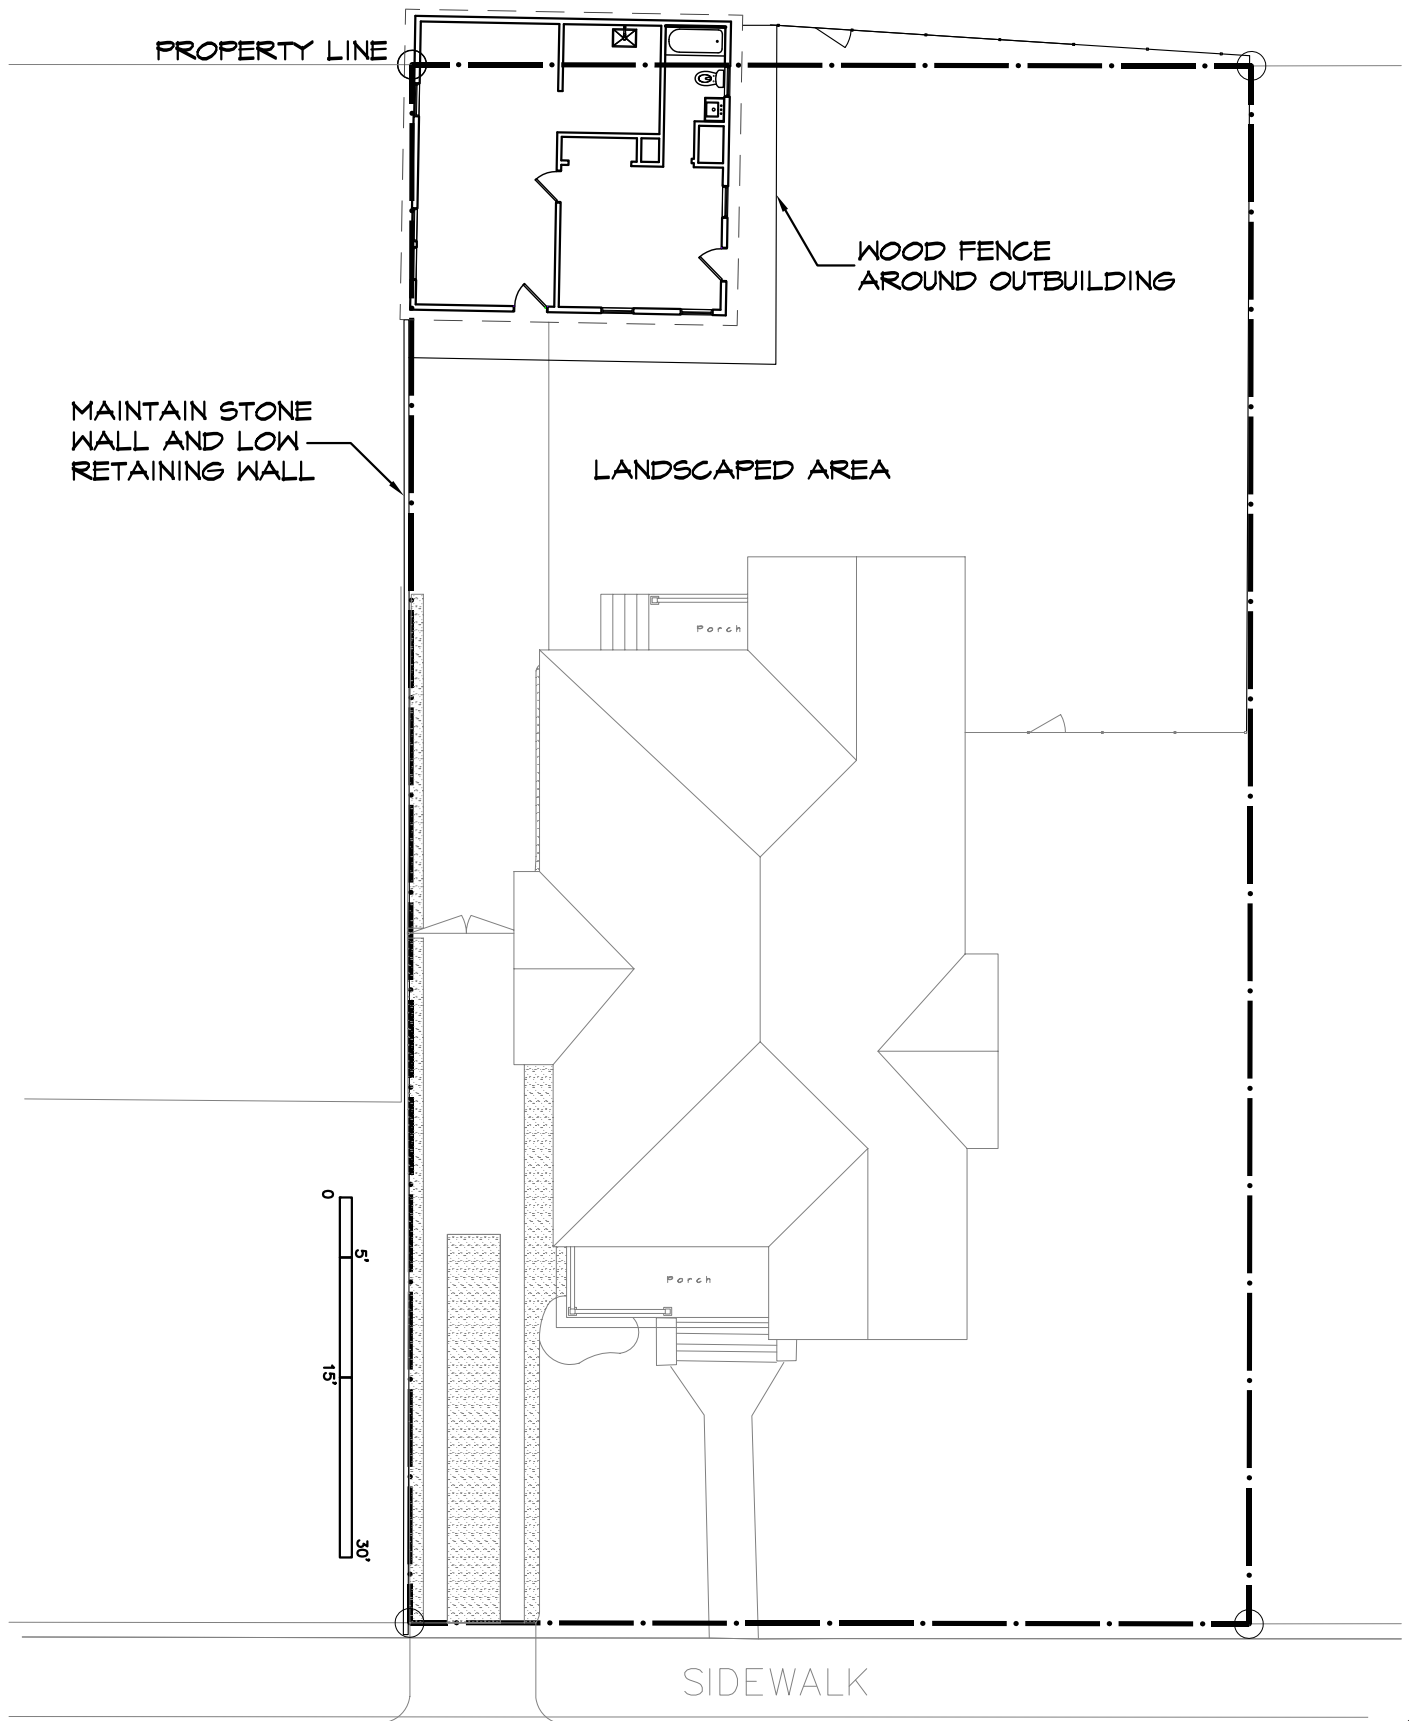 PROPERTY LINE
WOOD FENCE
AROUND OUTBUILDING
MAINTAIN STONE
WALL AND LOW
RETAINING WALL
LANDSCAPED AREA
Porch
0
5'
15'
30'
Porch
SIDEWALK